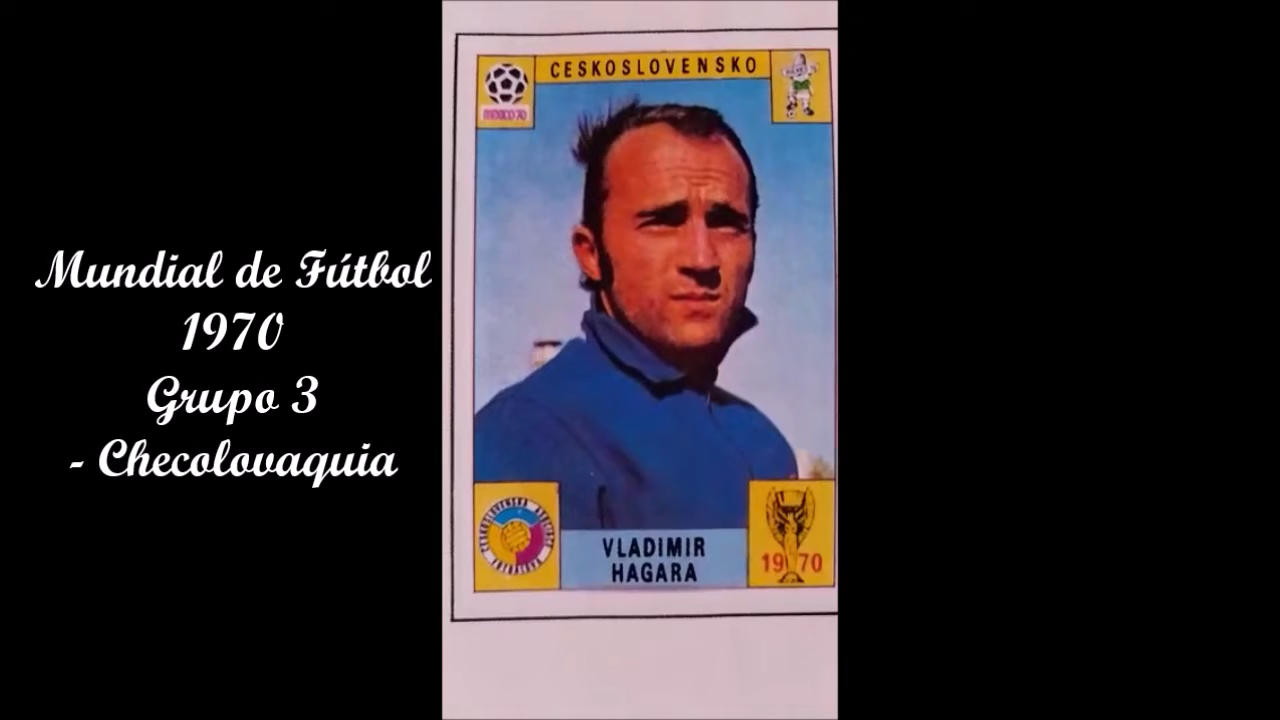 Mundial de Fútbol
1970
Grupo 3
- Checolovaquia
CESKOSLOVENSKO
MEXICO 70
VLADIMIR
HAGARA
1970